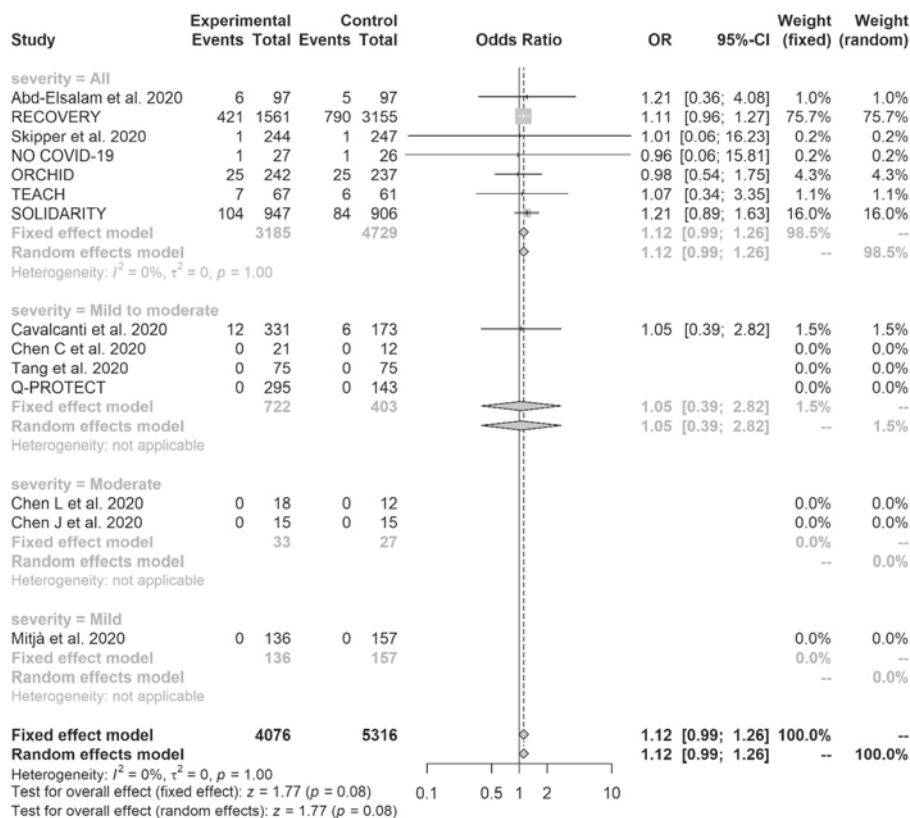 Experimental Control Weight Weight
Study Events Total Events Total Odds Ratio OR 95%-CI (fixed) (random)
severity = All
Abd-Elsalam et al. 2020 6 97 5 97 1.21 [0.36; 4.08] 1.0% 1.0%
RECOVERY 421 1561 790 3155 1.11 [0.96; 1.27] 75.7% 75.7%
Skipper et al. 2020 1 244 1 247 1.01 [0.06; 16.23] 0.2% 0.2%
NO COVID-19 1 27 1 26 0.96 [0.06; 15.81] 0.2% 0.2%
ORCHID 25 242 25 237 0.98 [0.54; 1.75] 4.3% 4.3%
TEACH 7 67 6 61 1.07 [0.34; 3.35] 1.1% 1.1%
SOLIDARITY 104 947 84 906 1.21 [0.89; 1.63] 16.0% 16.0%
Fixed effect model 3185 4729 1.12 [0.99; 1.26] 98.5% --
Random effects model 1.12 [0.99; 1.26] -- 98.5%
Heterogeneity: I² = 0%, τ² = 0, p = 1.00
severity = Mild to moderate
Cavalcanti et al. 2020 12 331 6 173 1.05 [0.39; 2.82] 1.5% 1.5%
Chen C et al. 2020 0 21 0 12 0.0% 0.0%
Tang et al. 2020 0 75 0 75 0.0% 0.0%
Q-PROTECT 0 295 0 143 0.0% 0.0%
Fixed effect model 722 403 1.05 [0.39; 2.82] 1.5% --
Random effects model 1.05 [0.39; 2.82] -- 1.5%
Heterogeneity: not applicable
severity = Moderate
Chen L et al. 2020 0 18 0 12 0.0% 0.0%
Chen J et al. 2020 0 15 0 15 0.0% 0.0%
Fixed effect model 33 27 0.0% --
Random effects model -- 0.0%
Heterogeneity: not applicable
severity = Mild
Mitjà et al. 2020 0 136 0 157 0.0% 0.0%
Fixed effect model 136 157 0.0% --
Random effects model -- 0.0%
Heterogeneity: not applicable
Fixed effect model 4076 5316 1.12 [0.99; 1.26] 100.0% --
Random effects model 1.12 [0.99; 1.26] -- 100.0%
Heterogeneity: I² = 0%, τ² = 0, p = 1.00
Test for overall effect (fixed effect): z = 1.77 (p = 0.08)
0.1 0.5 1 2 10
Test for overall effect (random effects): z = 1.77 (p = 0.08)